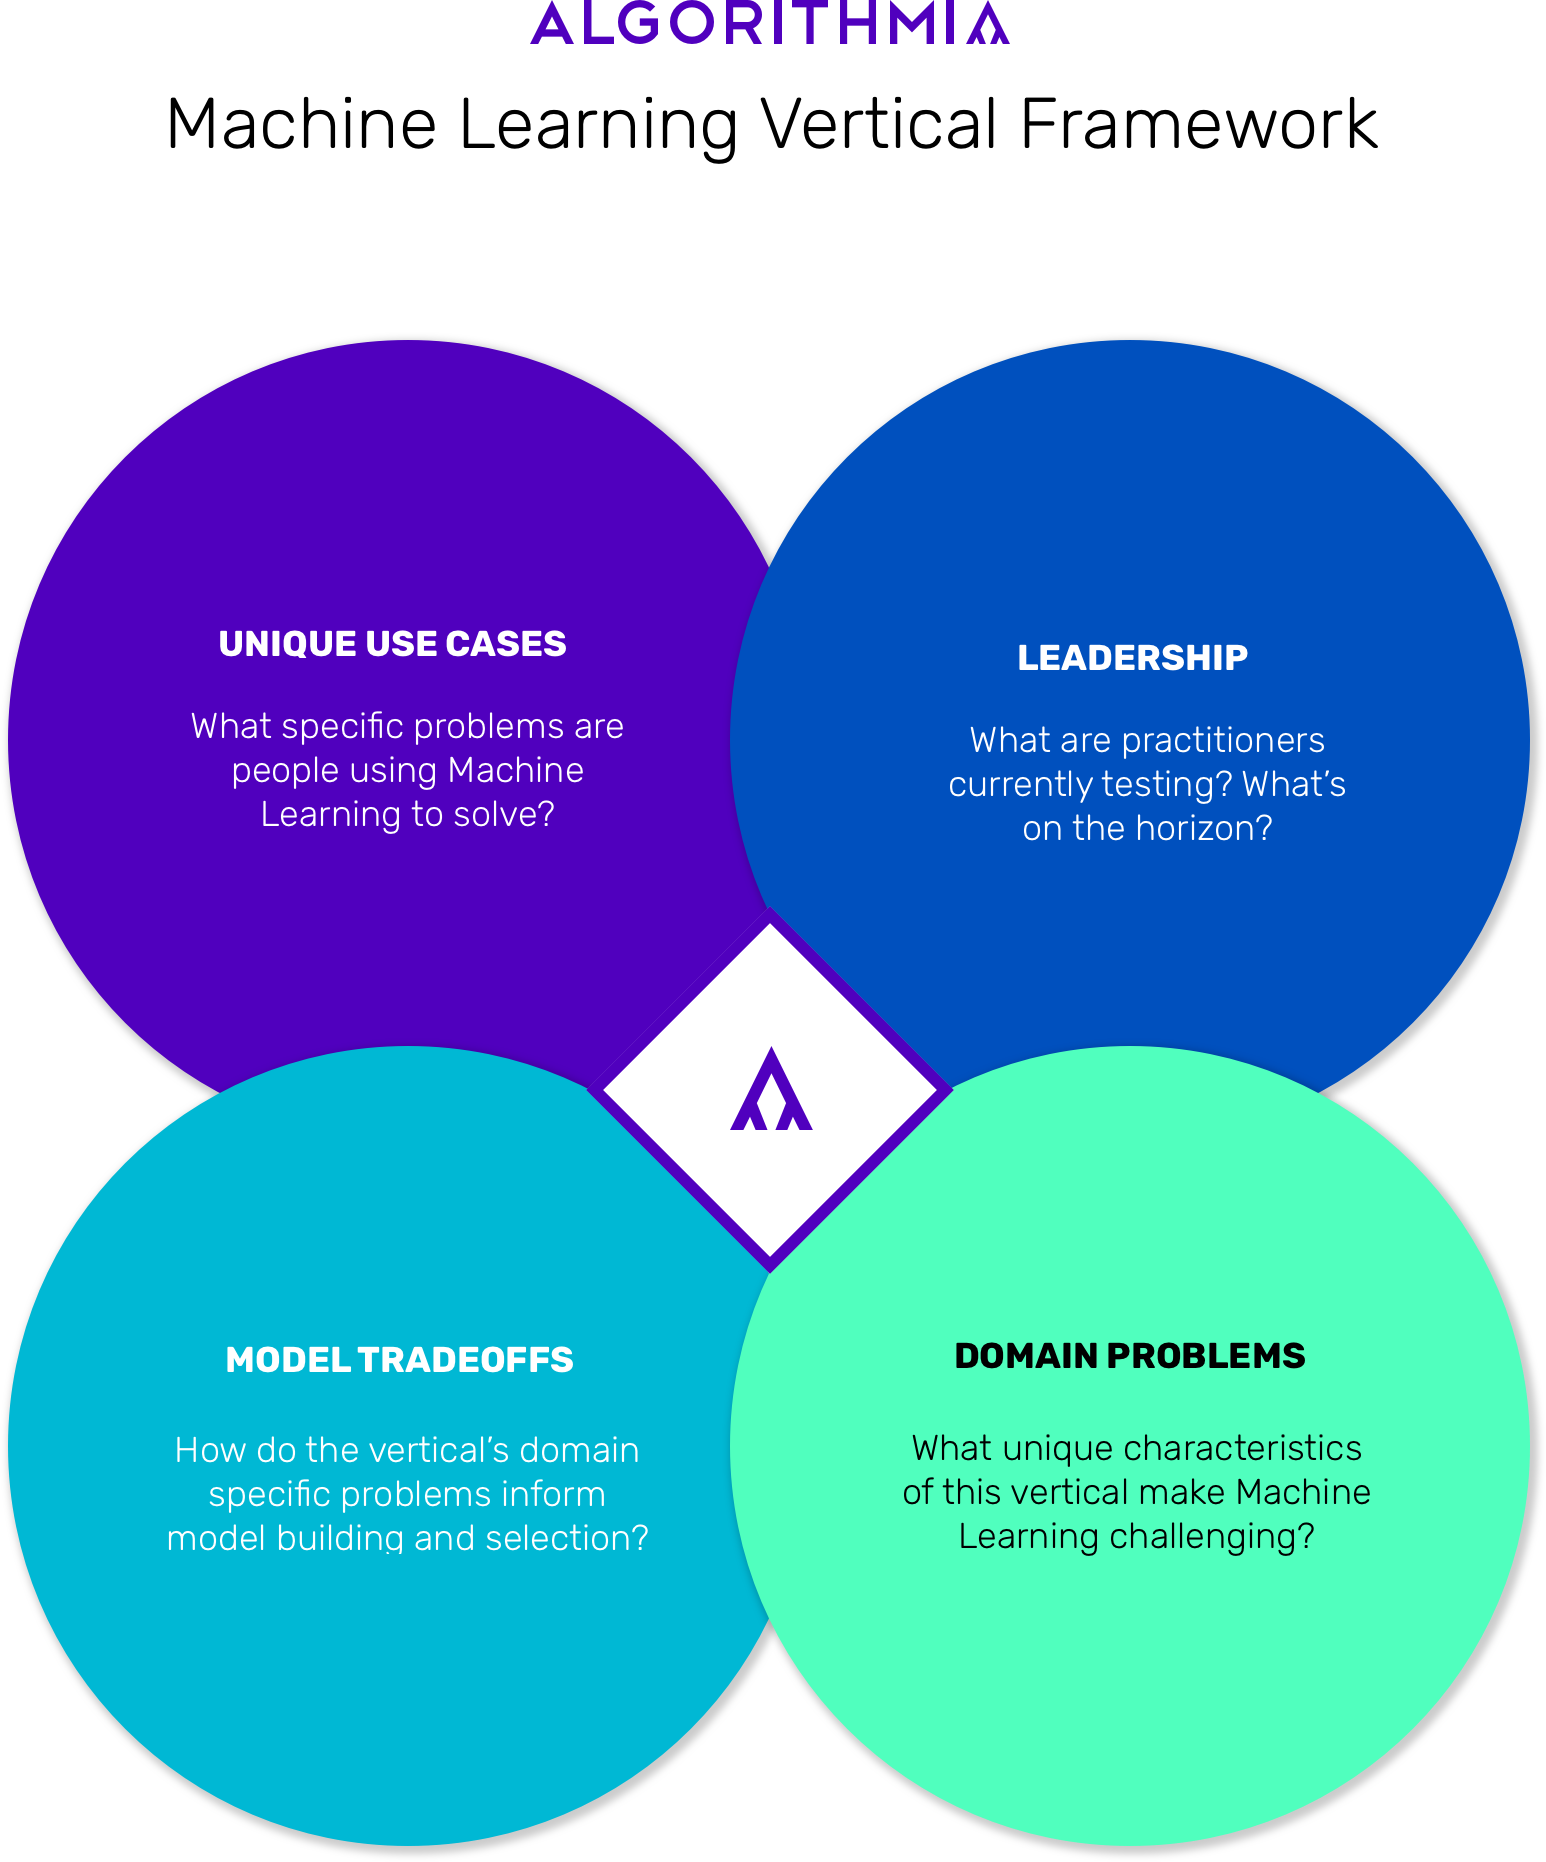 ALGORITHMIA
Machine Learning Vertical Framework
UNIQUE USE CASES
What specific problems are
people using Machine
Learning to solve?
LEADERSHIP
What are practitioners
currently testing? What’s
on the horizon?
MODEL TRADEOFFS
How do the vertical’s domain
specific problems inform
model building and selection?
DOMAIN PROBLEMS
What unique characteristics
of this vertical make Machine
Learning challenging?